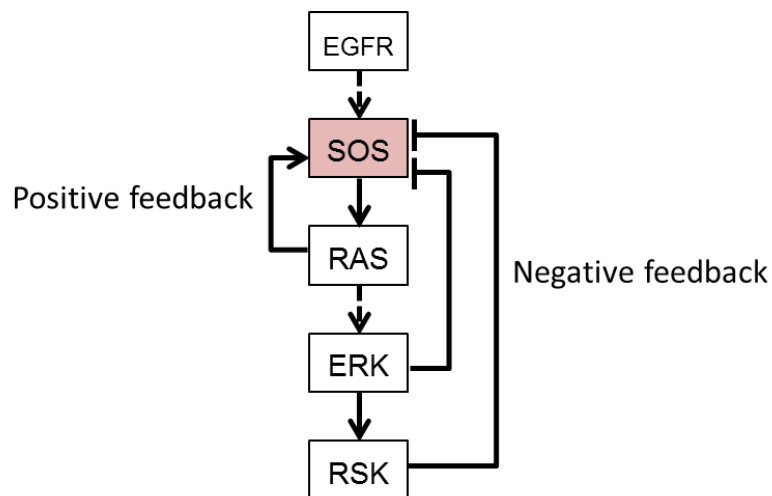 EGFR
SOS
Positive feedback
RAS
Negative feedback
ERK
RSK